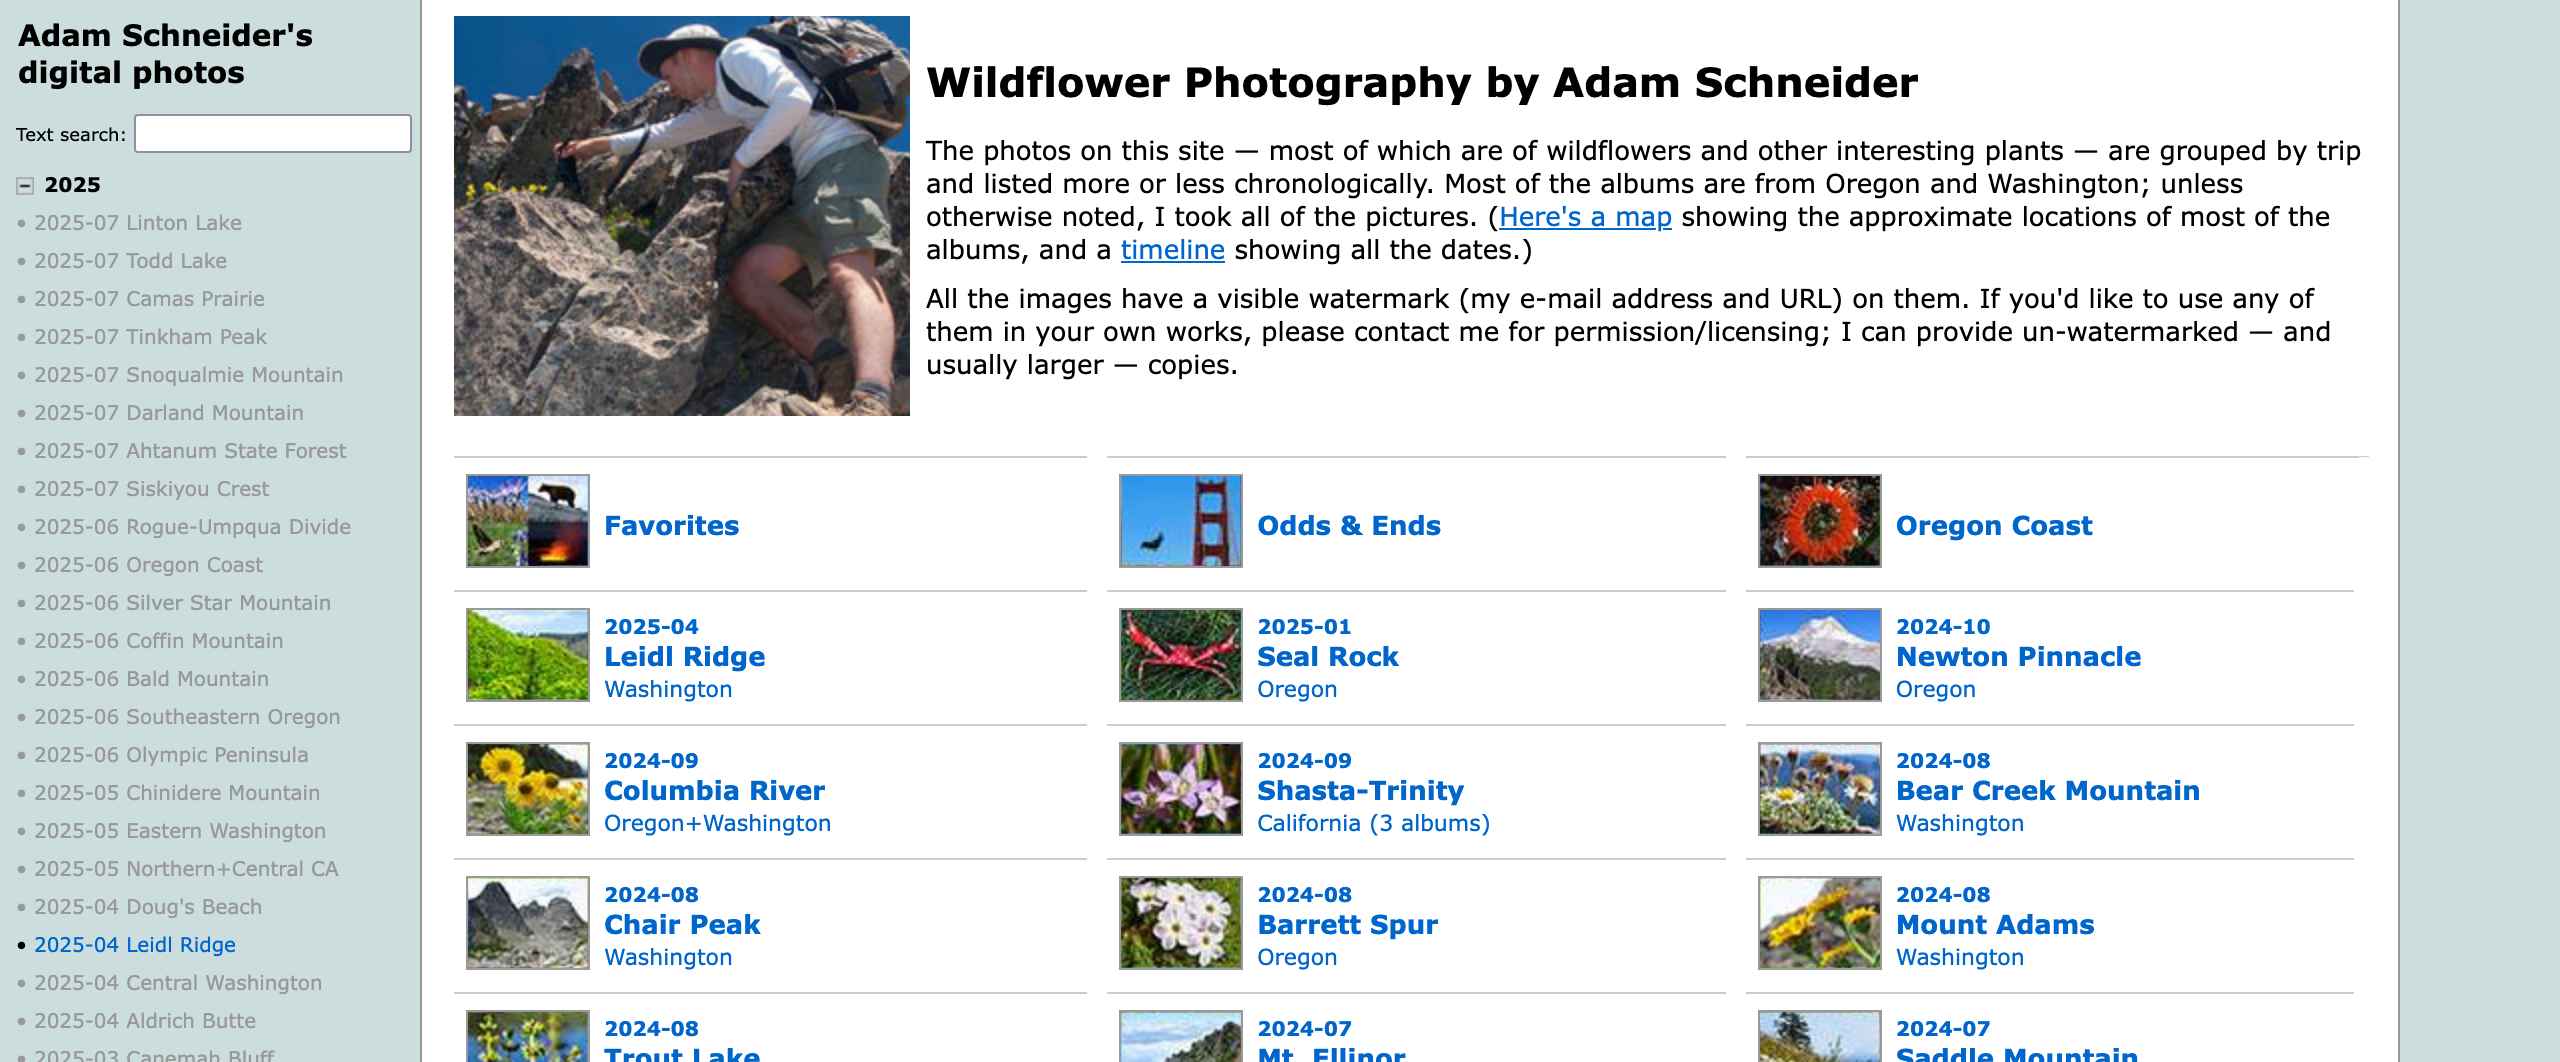 Adam Schneider's
digital photos
Text search:
2025
2025-07 Linton Lake
2025-07 Todd Lake
2025-07 Camas Prairie
2025-07 Tinkham Peak
2025-07 Snoqualmie Mountain
2025-07 Darland Mountain
2025-07 Ahtanum State Forest
2025-07 Siskiyou Crest
2025-06 Rogue-Umpqua Divide
2025-06 Oregon Coast
2025-06 Silver Star Mountain
2025-06 Coffin Mountain
2025-06 Bald Mountain
2025-06 Southeastern Oregon
2025-06 Olympic Peninsula
2025-05 Chinidere Mountain
2025-05 Eastern Washington
2025-05 Northern+Central CA
2025-04 Doug's Beach
2025-04 Leidl Ridge
2025-04 Central Washington
2025-04 Aldrich Butte
2025-03 Canemah Bluff
Wildflower Photography by Adam Schneider
The photos on this site — most of which are of wildflowers and other interesting plants — are grouped by trip
and listed more or less chronologically. Most of the albums are from Oregon and Washington; unless
otherwise noted, I took all of the pictures. (Here's a map showing the approximate locations of most of the
albums, and a timeline showing all the dates.)
All the images have a visible watermark (my e-mail address and URL) on them. If you'd like to use any of
them in your own works, please contact me for permission/licensing; I can provide un-watermarked — and
usually larger — copies.
Favorites
Odds & Ends
Oregon Coast
2025-04
Leidl Ridge
Washington
2025-01
Seal Rock
Oregon
2024-10
Newton Pinnacle
Oregon
2024-09
Columbia River
Oregon+Washington
2024-09
Shasta-Trinity
California (3 albums)
2024-08
Bear Creek Mountain
Washington
2024-08
Chair Peak
Washington
2024-08
Barrett Spur
Oregon
2024-08
Mount Adams
Washington
2024-08
Trout Lake
2024-07
Mt. Ellinor
2024-07
Saddle Mountain